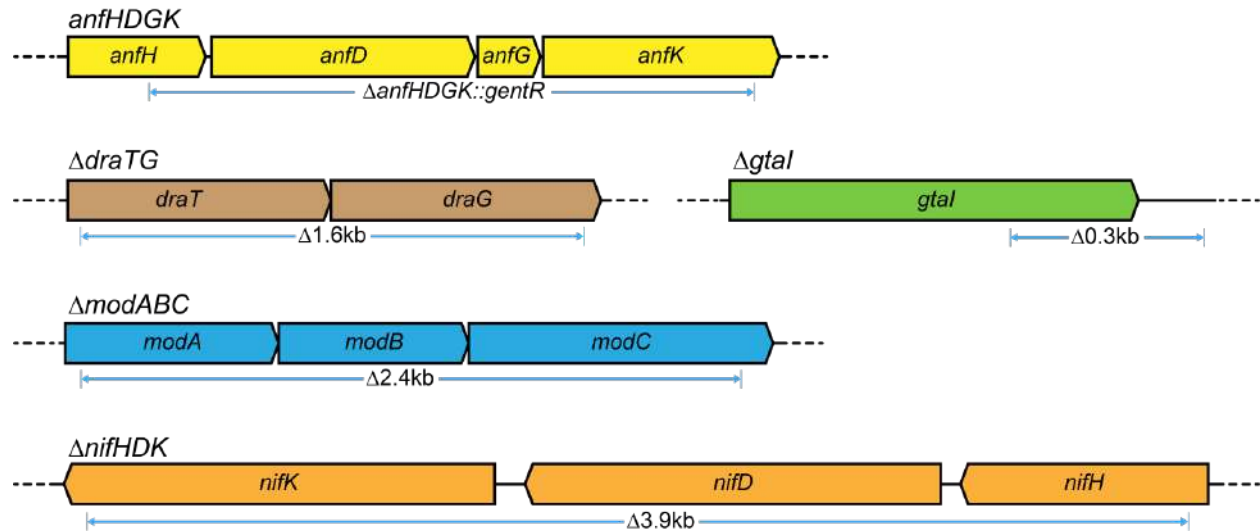 anfHDGK
anfH anfD anfG anfK
ΔanfHDGK::gentR
ΔdraTG
draT draG
Δ1.6kb
ΔgtaI
gtaI
Δ0.3kb
ΔmodABC
modA modB modC
Δ2.4kb
ΔnifHDK
nifK nifD nifH
Δ3.9kb